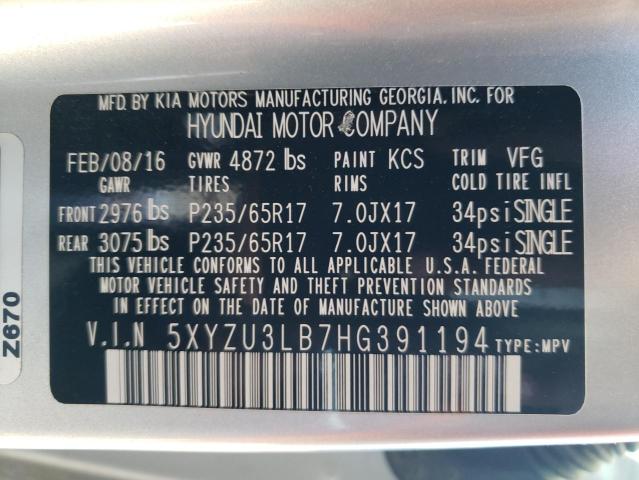 MFD. BY KIA MOTORS MANUFACTURING GEORGIA, INC. FOR
HYUNDAI MOTOR COMPANY
FEB/08/16 GVWR 4872 lbs PAINT KCS TRIM VFG
GAWR TIRES RIMS COLD TIRE INFL
FRONT 2976 lbs P235/65R17 7.0JX17 34psi SINGLE
REAR 3075 lbs P235/65R17 7.0JX17 34psi SINGLE
THIS VEHICLE CONFORMS TO ALL APPLICABLE U.S.A. FEDERAL
MOTOR VEHICLE SAFETY AND THEFT PREVENTION STANDARDS
IN EFFECT ON THE DATE OF MANUFACTURE SHOWN ABOVE
V.I.N 5XYZU3LB7HG391194 TYPE:MPV
Z670